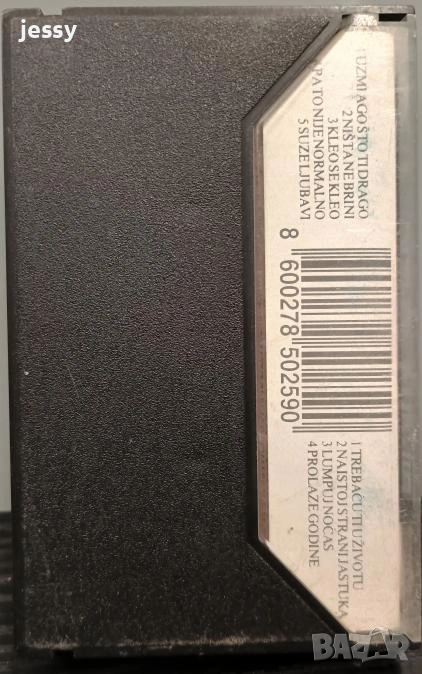 jessy
1 UZMI AGO ŠTO TI DRAGO
2 NIŠTA NE BRINI
3 KLEO SE KLEO
PA TO NIJE NORMALNO
5 SUZE LJUBAVI
8 600278 502590
1 TREBAĆU TI U ŽIVOTU
2 NA ISTOJ STRANI JASTUKA
3 LUMPUJ NOĆAS
4 PROLAZE GODINE
BAZAR